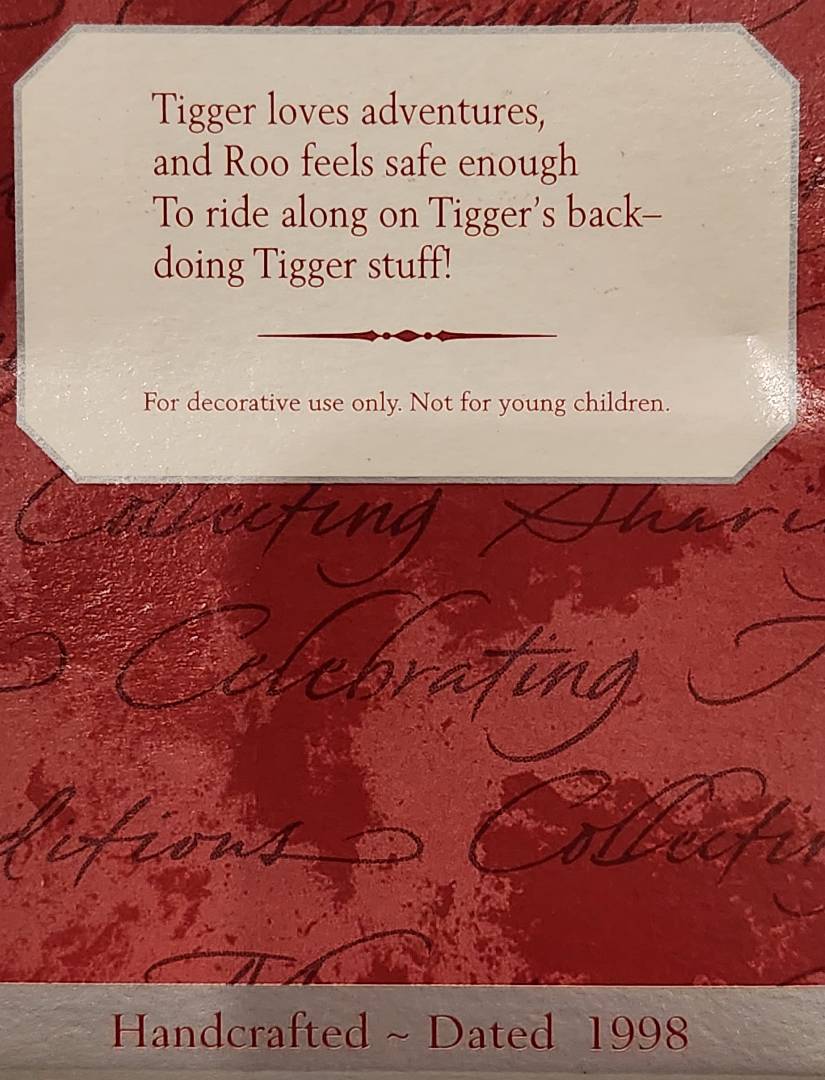 Tigger loves adventures,
and Roo feels safe enough
To ride along on Tigger's back–
doing Tigger stuff!
For decorative use only. Not for young children.
Collecting
Celebrating
Collectin
Handcrafted ~ Dated 1998